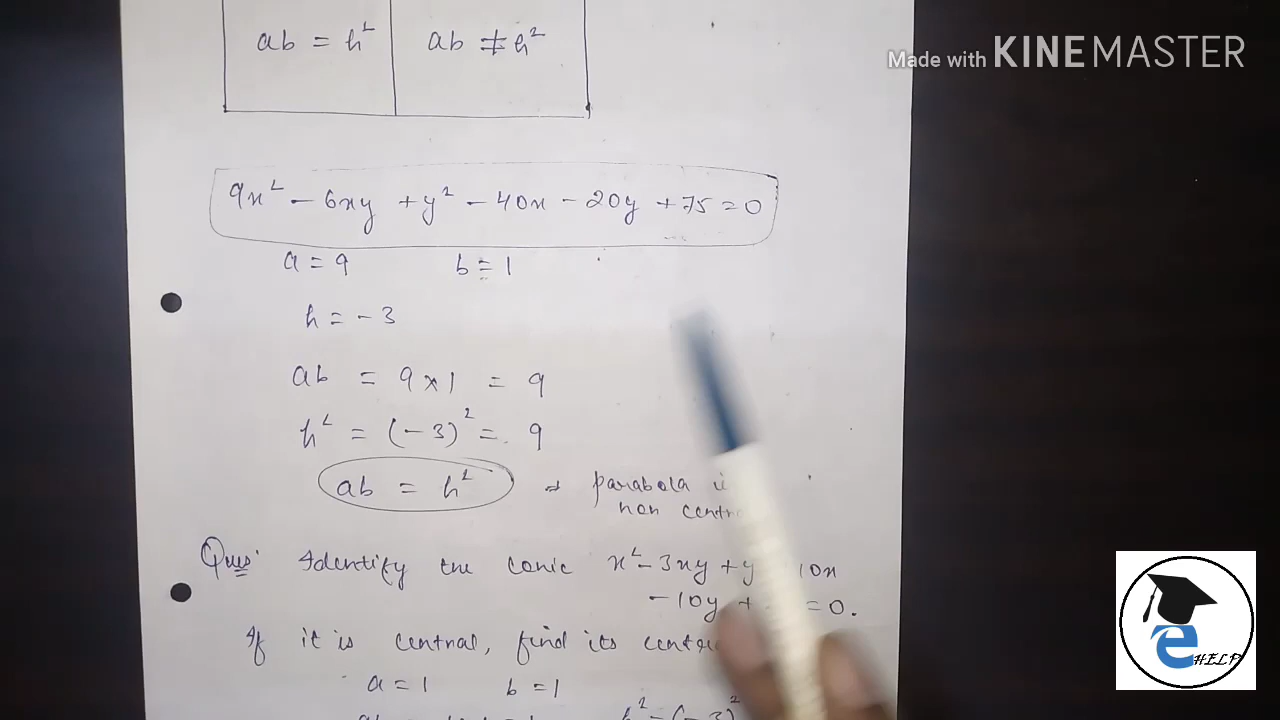 ab = h² ab ≠ h²
Made with KINEMASTER
9x² - 6xy + y² - 40x - 20y + 75 = 0
a = 9 b = 1
h = -3
ab = 9 × 1 = 9
h² = (-3)² = 9
ab = h² ⇒ parabola
non
Ques: Identify the conic x² - 3xy + y 10x
- 10y + = 0.
If it is central, find its
a = 1 b = 1
e HELP